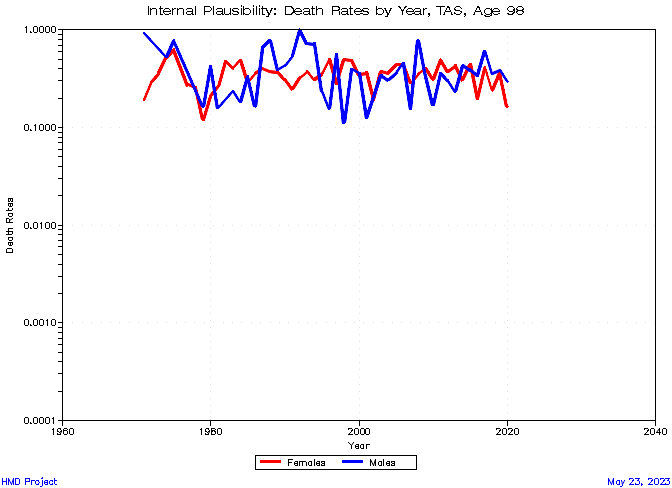 Internal Plausibility: Death Rates by Year, TAS, Age 98
1.0000
0.1000
0.0100
0.0010
0.0001
Death Rates
1960
1980
2000
2020
2040
Year
Females
Males
HMD Project
May 23, 2023